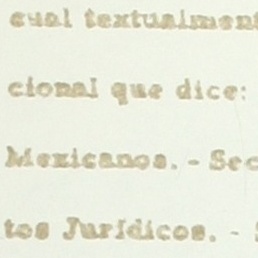 cual textualment
cional que dice:
Mexicanos. - Sec
tos Jurídicos. - S